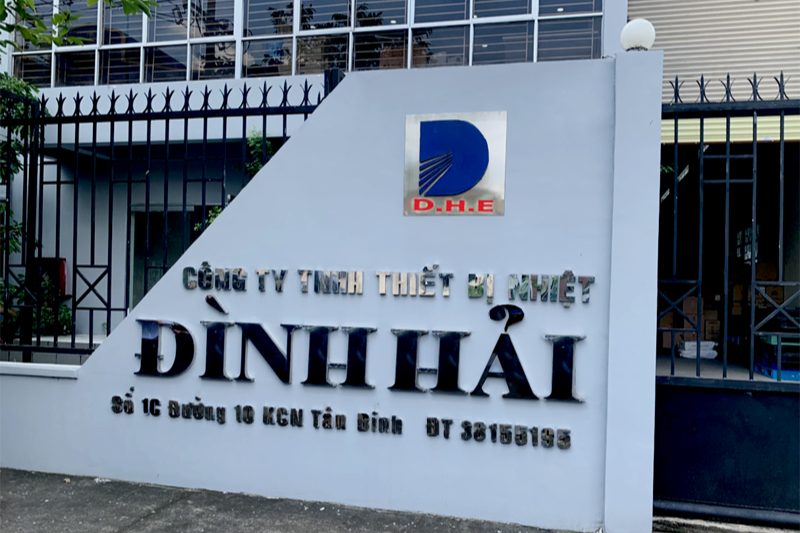 D.H.E
CÔNG TY TNHH THIẾT BỊ NHIỆT
ĐÌNH HẢI
Số 1C Đường 10 KCN Tân Bình ĐT 38155195